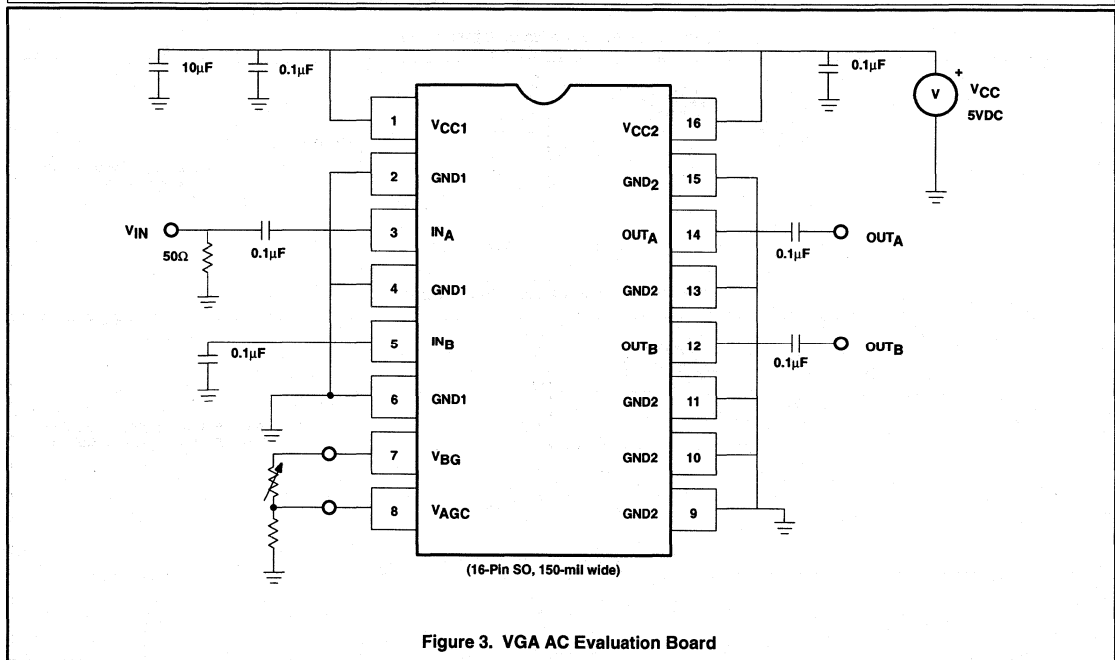 10µF
0.1µF
0.1µF
+
V
VCC
5VDC
1
VCC1
VCC2
16
2
GND1
GND2
15
VIN
50Ω
0.1µF
3
INA
OUTA
14
0.1µF
OUTA
4
GND1
GND2
13
0.1µF
5
INB
OUTB
12
0.1µF
OUTB
6
GND1
GND2
11
7
VBG
GND2
10
8
VAGC
GND2
9
(16-Pin SO, 150-mil wide)
Figure 3. VGA AC Evaluation Board